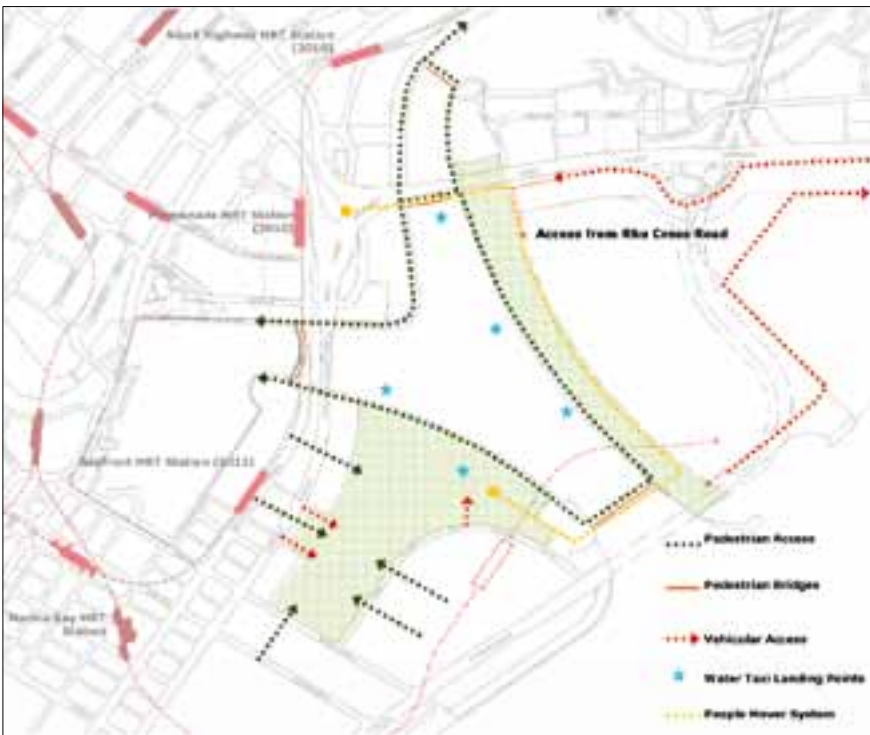 Nicoll Highway MRT Station
(2010)
Promenade MRT Station
(2010)
Access from Rhu Cross Road
Bayfront MRT Station (2012)
Marina Bay MRT
Station
Pedestrian Access
Pedestrian Bridges
Vehicular Access
Water Taxi Landing Points
People Mover System